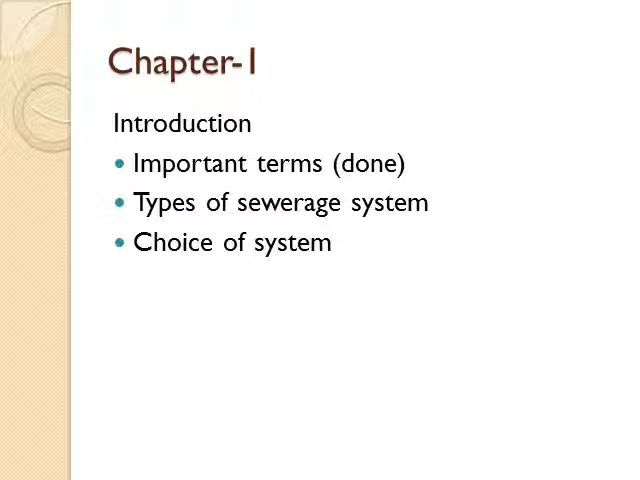 Chapter-1
Introduction
• Important terms (done)
• Types of sewerage system
• Choice of system